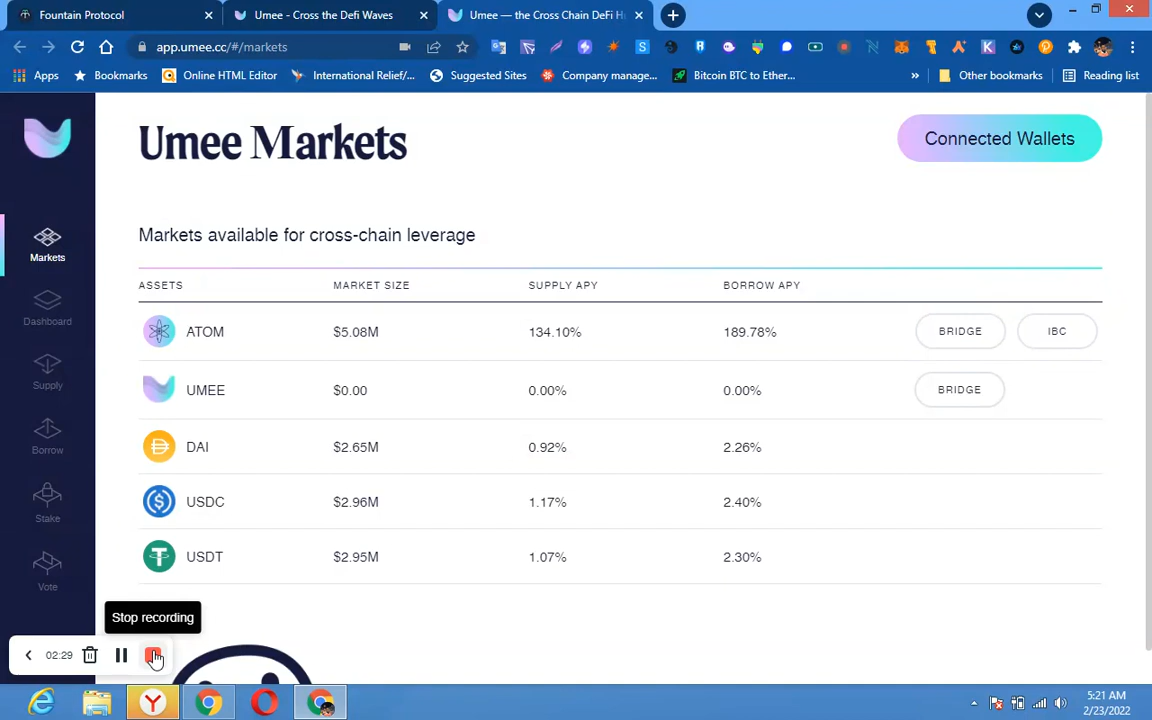 Fountain Protocol
Umee - Cross the Defi Waves
Umee — the Cross Chain DeFi H
app.umee.cc/#/markets
Apps
Bookmarks
Online HTML Editor
International Relief/...
Suggested Sites
Company manage...
Bitcoin BTC to Ether...
»
Other bookmarks
Reading list
Umee Markets
Connected Wallets
Markets available for cross-chain leverage
ASSETS MARKET SIZE SUPPLY APY BORROW APY
ATOM $5.08M 134.10% 189.78% BRIDGE IBC
UMEE $0.00 0.00% 0.00% BRIDGE
DAI $2.65M 0.92% 2.26%
USDC $2.96M 1.17% 2.40%
USDT $2.95M 1.07% 2.30%
Markets
Dashboard
Supply
Borrow
Stake
Vote
Stop recording
02:29
5:21 AM
2/23/2022